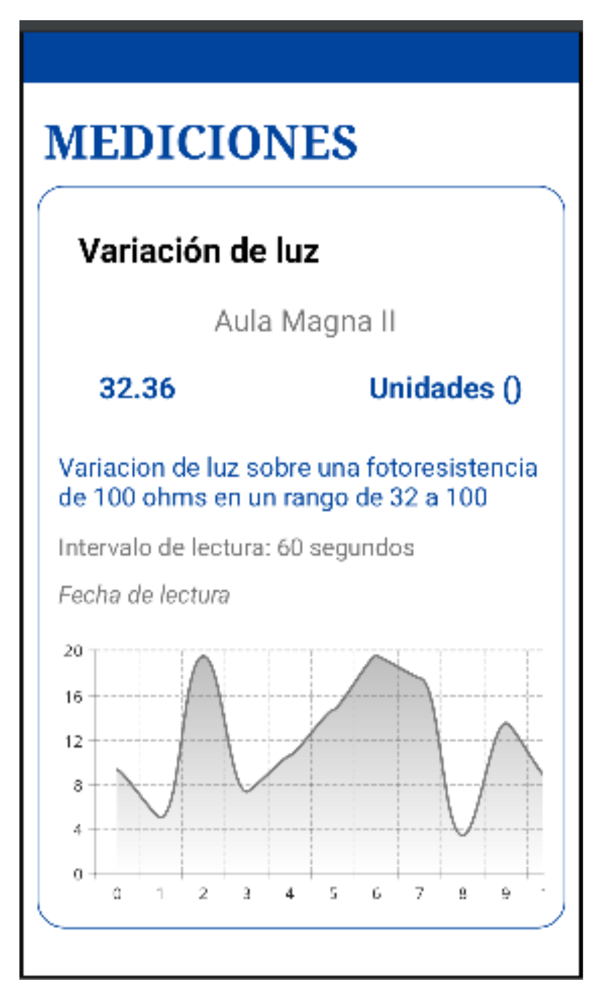 MEDICIONES
Variación de luz
Aula Magna II
32.36
Unidades ()
Variacion de luz sobre una fotoresistencia
de 100 ohms en un rango de 32 a 100
Intervalo de lectura: 60 segundos
Fecha de lectura
20
16
12
8
4
0
0 1 2 3 4 5 6 7 8 9